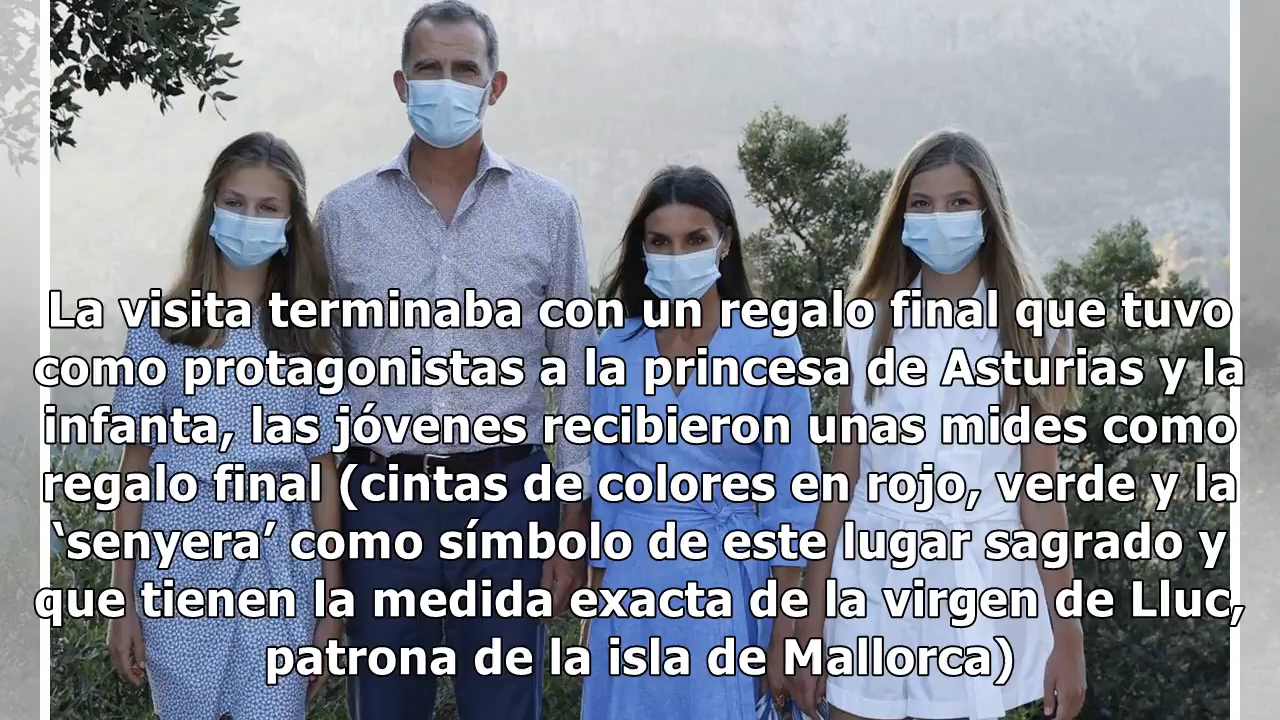 La visita terminaba con un regalo final que tuvo
como protagonistas a la princesa de Asturias y la
infanta, las jóvenes recibieron unas mides como
regalo final (cintas de colores en rojo, verde y la
‘senyera’ como símbolo de este lugar sagrado y
que tienen la medida exacta de la virgen de Lluc,
patrona de la isla de Mallorca)